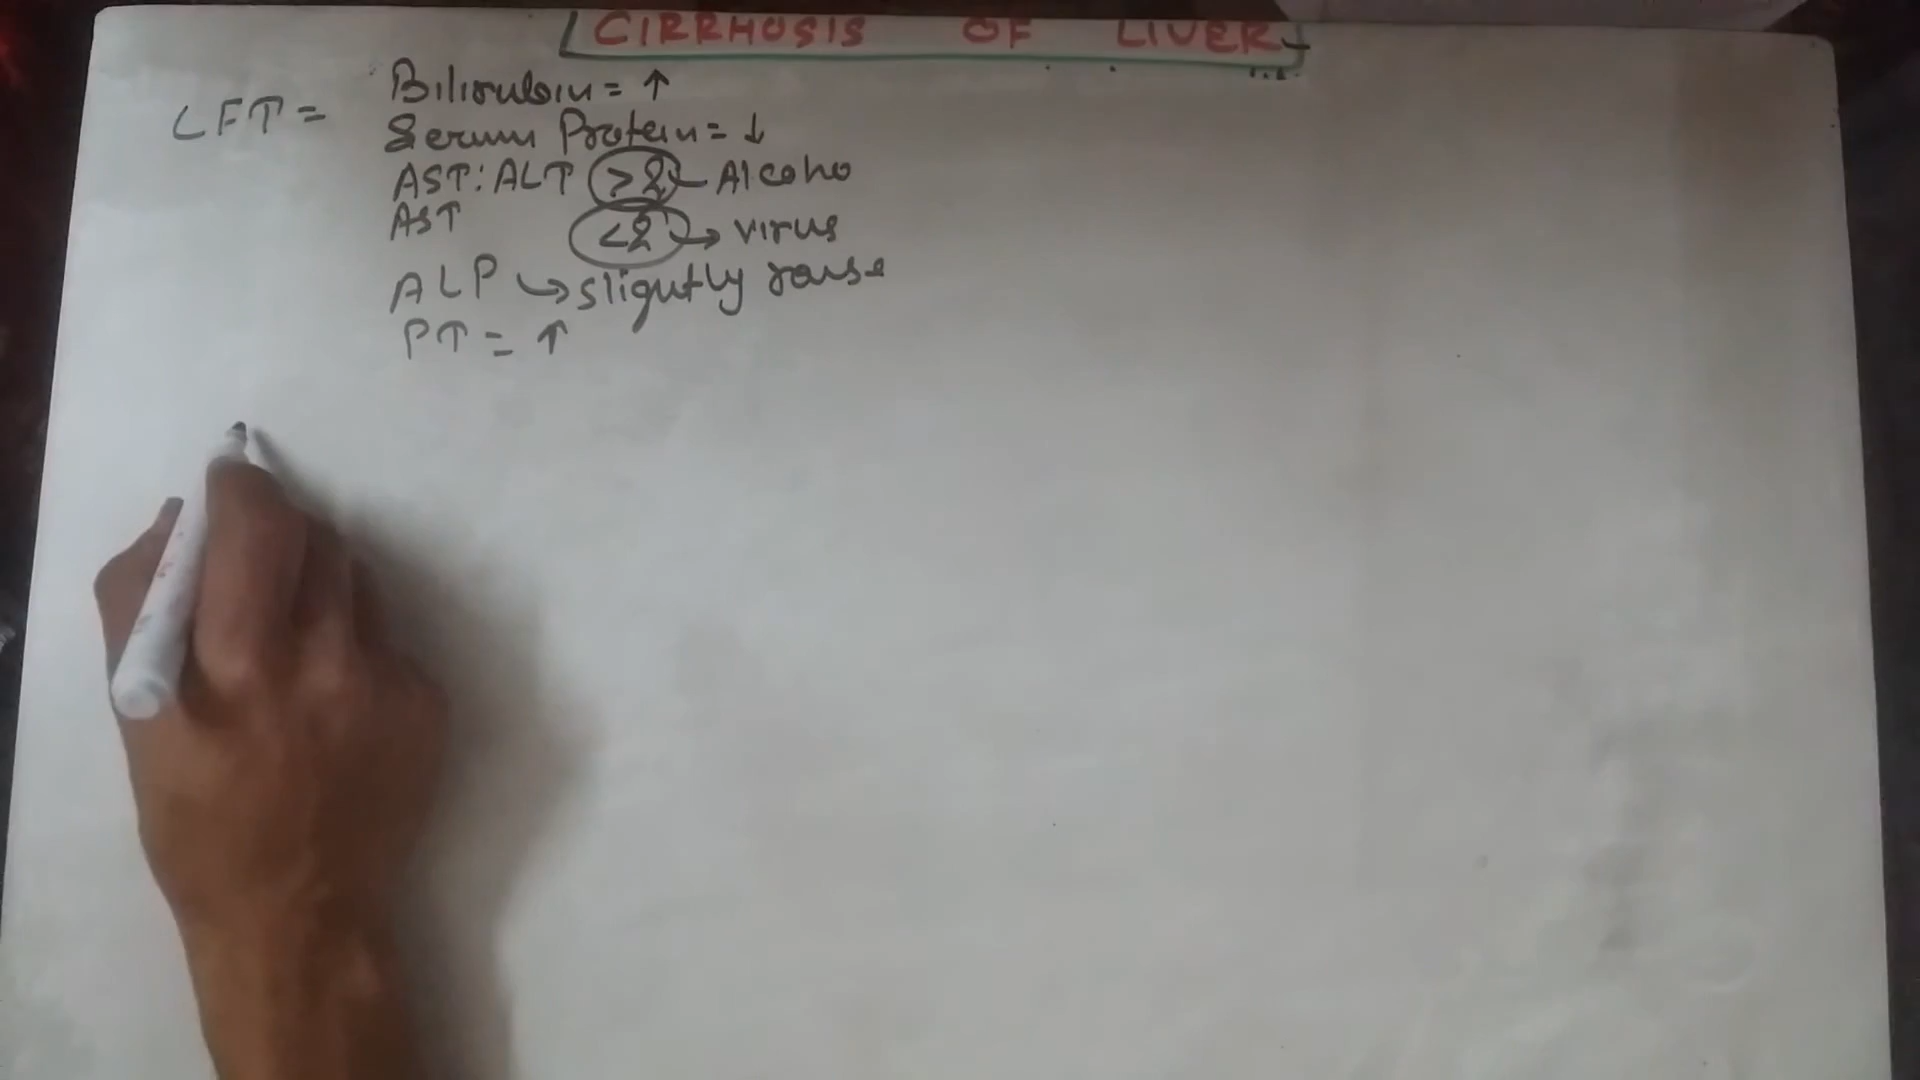 CIRRHOSIS OF LIVER
LFT =
Bilirubin = ↑
Serum Protein = ↓
AST : ALT >2 Alcoho
AST <2 → virus
ALP → slightly raise
PT = ↑